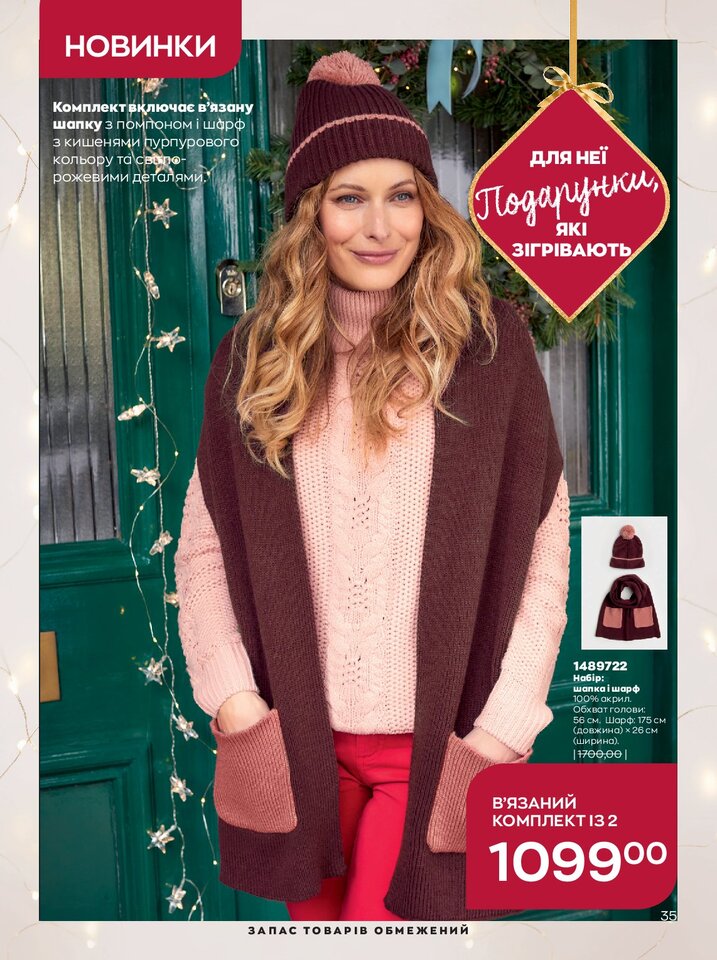 НОВИНКИ
Комплект включає в’язану
шапку з помпоном і шарф
з кишенями пурпурового
кольору та світло-
рожевими деталями.
ДЛЯ НЕЇ
Подарунки,
ЯКІ
ЗІГРІВАЮТЬ
1489722
Набір:
шапка і шарф
100% акрил.
Обхват голови:
56 см. Шарф: 175 см
(довжина) × 26 см
(ширина).
| 1700,00 |
В’ЯЗАНИЙ
КОМПЛЕКТ ІЗ 2
1099⁰⁰
35
ЗАПАС ТОВАРІВ ОБМЕЖЕНИЙ